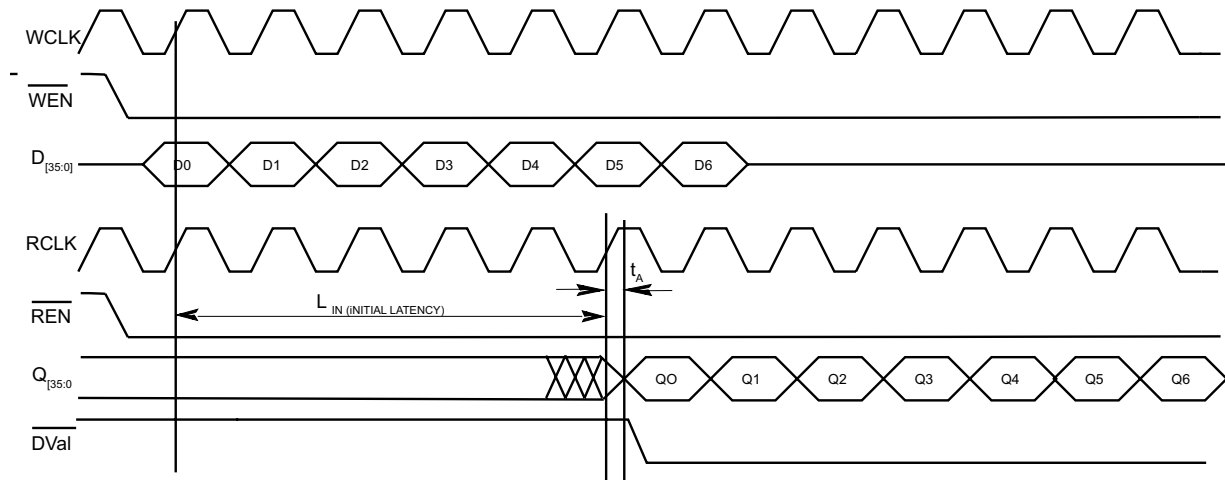 WCLK
WEN
D[35:0]
D0 D1 D2 D3 D4 D5 D6
RCLK
tA
L IN (iNITIAL LATENCY)
REN
Q[35:0
QO Q1 Q2 Q3 Q4 Q5 Q6
DVal